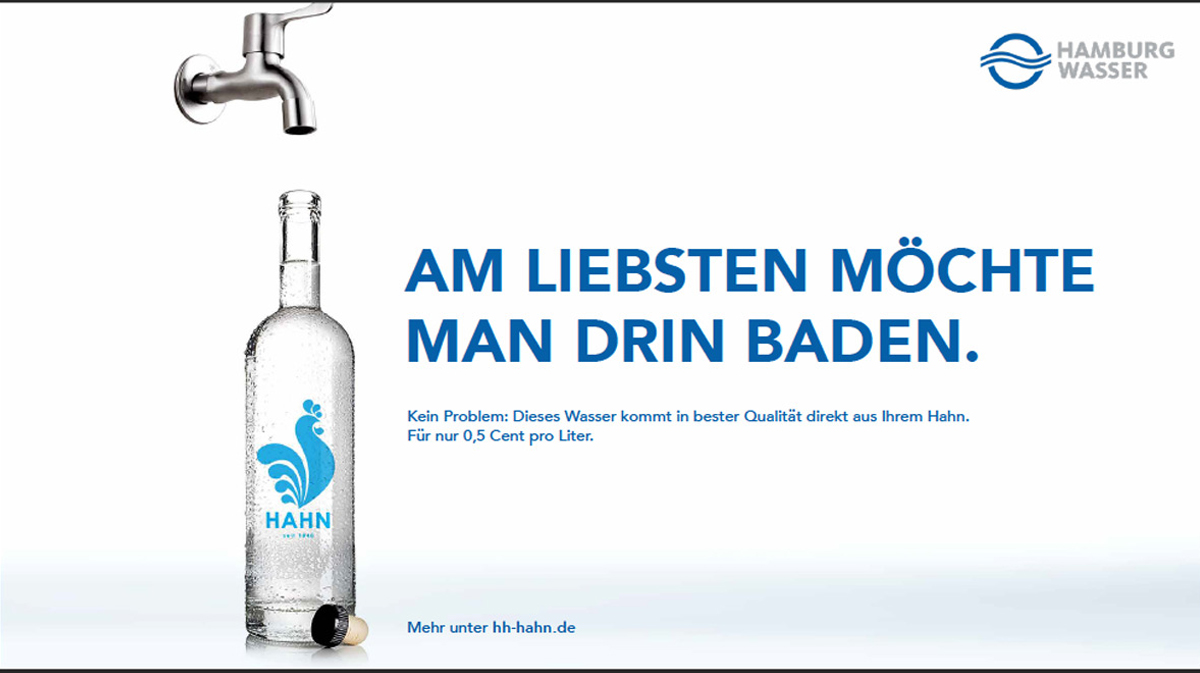 HAMBURG
WASSER
AM LIEBSTEN MÖCHTE
MAN DRIN BADEN.
Kein Problem: Dieses Wasser kommt in bester Qualität direkt aus Ihrem Hahn.
Für nur 0,5 Cent pro Liter.
HAHN
Mehr unter hh-hahn.de